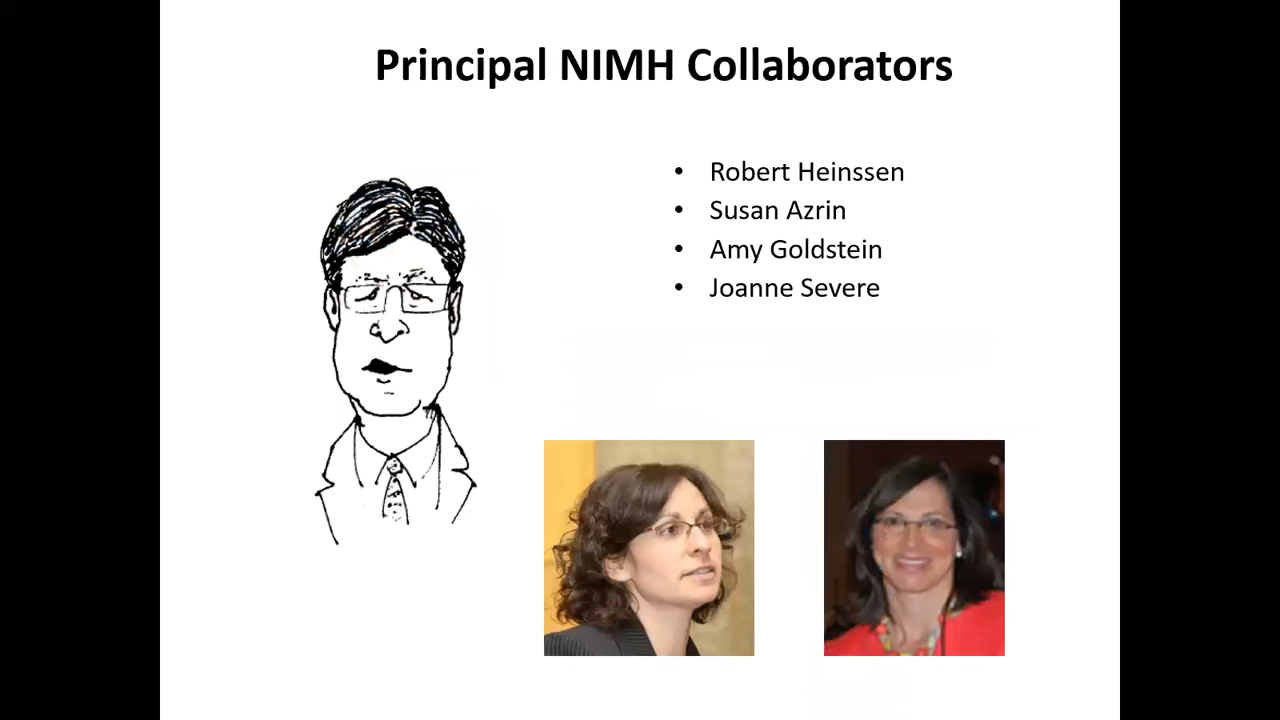 Principal NIMH Collaborators
• Robert Heinssen
• Susan Azrin
• Amy Goldstein
• Joanne Severe